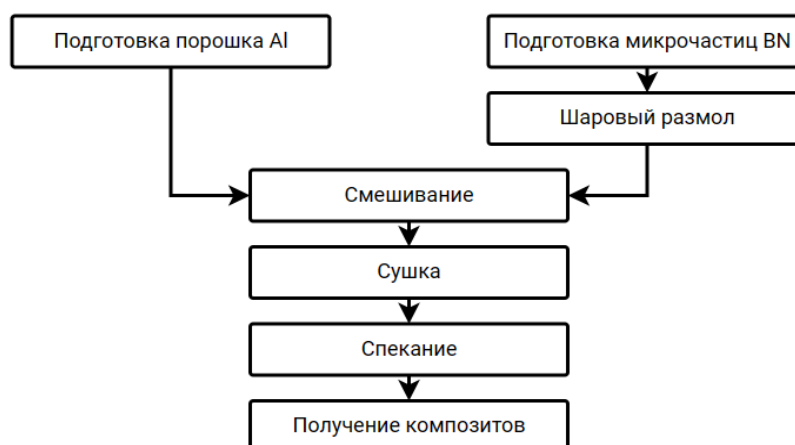 Подготовка порошка Al
Подготовка микрочастиц BN
Шаровый размол
Смешивание
Сушка
Спекание
Получение композитов